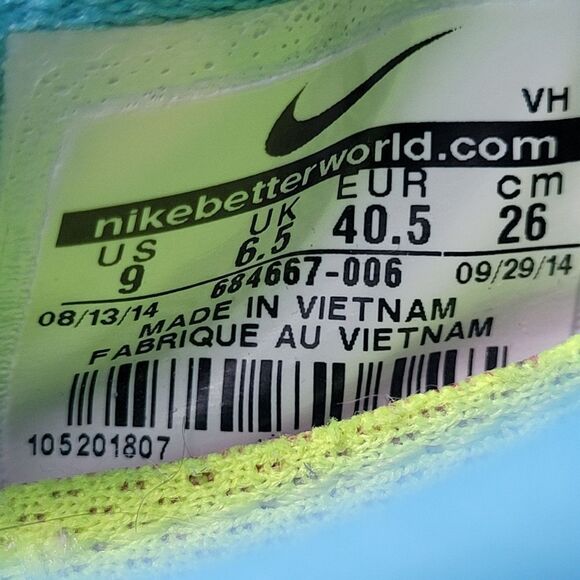 VH
nikebetterworld.com
US UK EUR cm
9 6.5 40.5 26
08/13/14 684667-006 09/29/14
MADE IN VIETNAM
FABRIQUE AU VIETNAM
105201807